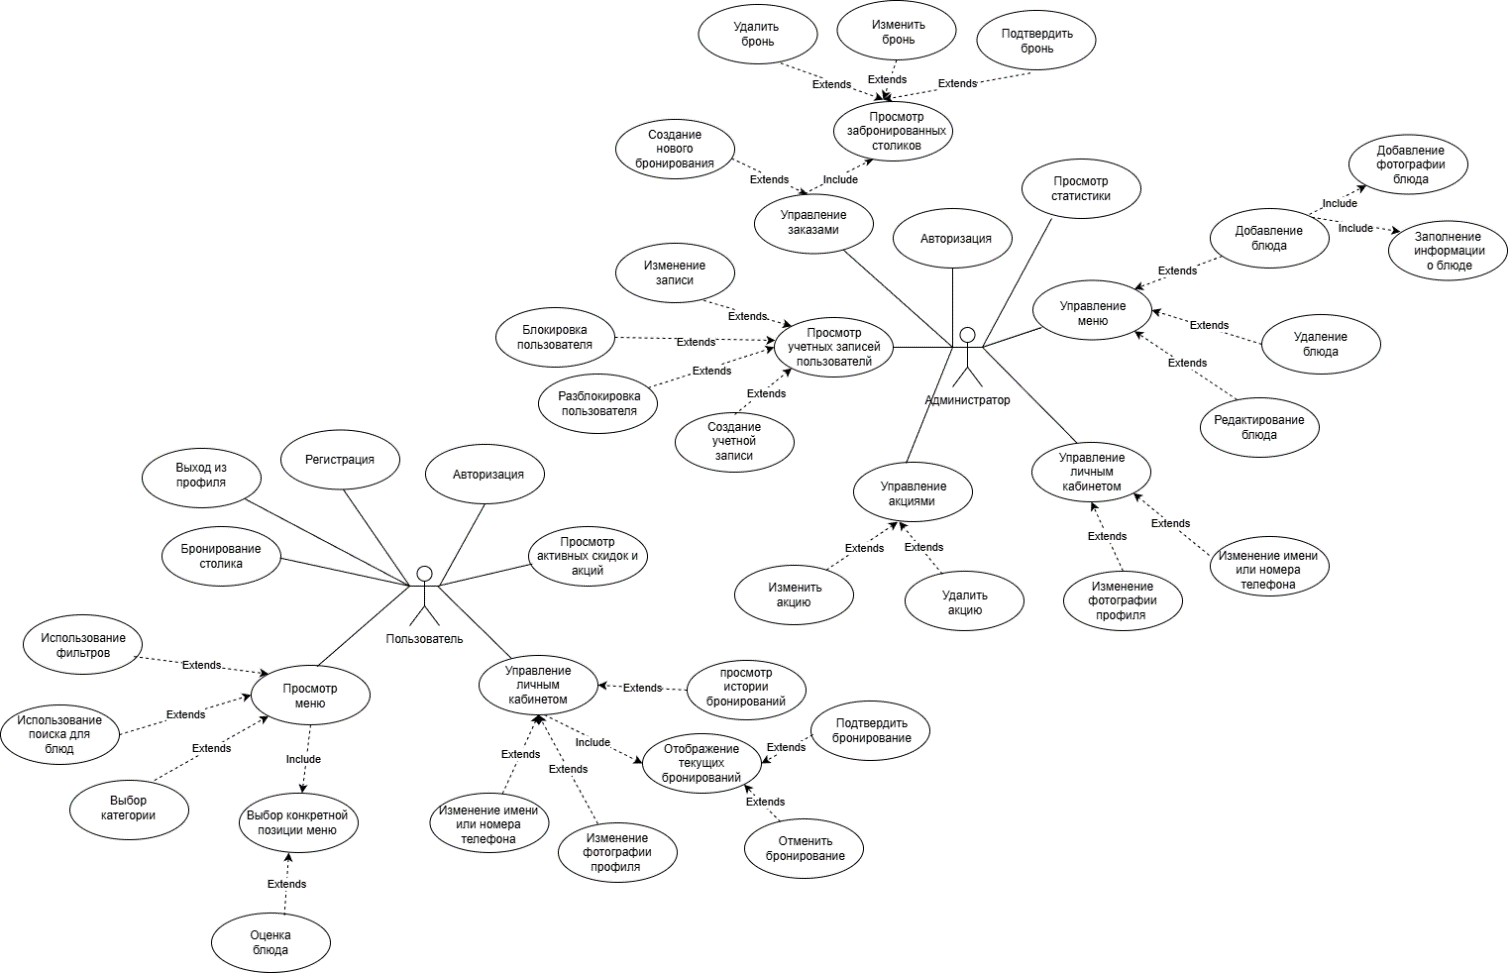 Удалить
бронь
Изменить
бронь
Подтвердить
бронь
Extends
Extends
Extends
Просмотр
забронированных
столиков
Создание
нового
бронирования
Extends
Include
Управление
заказами
Авторизация
Просмотр
статистики
Добавление
фотографии
блюда
Include
Include
Добавление
блюда
Заполнение
информации
о блюде
Extends
Управление
меню
Extends
Удаление
блюда
Extends
Редактирование
блюда
Изменение
записи
Extends
Блокировка
пользователя
Extends
Просмотр
учетных записей
пользователй
Разблокировка
пользователя
Extends
Extends
Создание
учетной
записи
Администратор
Управление
личным
кабинетом
Управление
акциями
Extends
Extends
Изменить
акцию
Удалить
акцию
Extends
Extends
Изменение
фотографии
профиля
Изменение имени
или номера
телефона
Выход из
профиля
Регистрация
Авторизация
Бронирование
столика
Просмотр
активных скидок и
акций
Пользователь
Использование
фильтров
Extends
Просмотр
меню
Использование
поиска для
блюд
Extends
Extends
Выбор
категории
Include
Выбор конкретной
позиции меню
Extends
Оценка
блюда
Управление
личным
кабинетом
Extends
просмотр
истории
бронирований
Include
Отображение
текущих
бронирований
Extends
Подтвердить
бронирование
Extends
Отменить
бронирование
Extends
Extends
Изменение имени
или номера
телефона
Изменение
фотографии
профиля